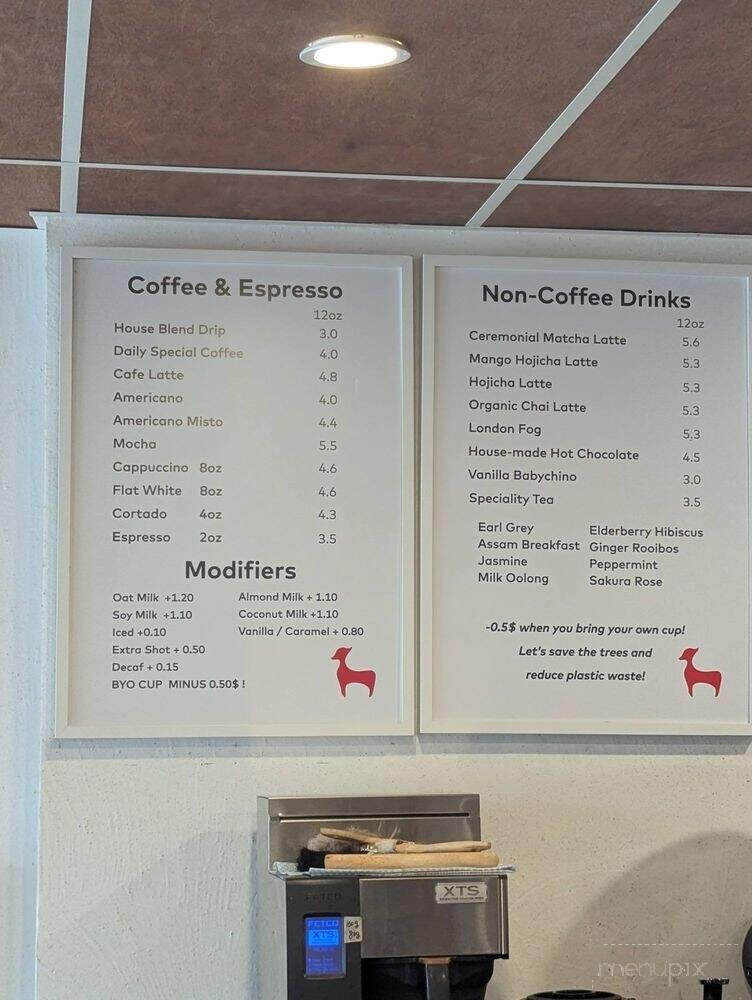 Coffee & Espresso
12oz
House Blend Drip 3.0
Daily Special Coffee 4.0
Cafe Latte 4.8
Americano 4.0
Americano Misto 4.4
Mocha 5.5
Cappuccino 8oz 4.6
Flat White 8oz 4.6
Cortado 4oz 4.3
Espresso 2oz 3.5
Modifiers
Oat Milk +1.20 Almond Milk + 1.10
Soy Milk +1.10 Coconut Milk +1.10
Iced +0.10 Vanilla / Caramel + 0.80
Extra Shot + 0.50
Decaf + 0.15
BYO CUP MINUS 0.50$ !
Non-Coffee Drinks
12oz
Ceremonial Matcha Latte 5.6
Mango Hojicha Latte 5.3
Hojicha Latte 5.3
Organic Chai Latte 5.3
London Fog 5.3
House-made Hot Chocolate 4.5
Vanilla Babychino 3.0
Speciality Tea 3.5
Earl Grey Elderberry Hibiscus
Assam Breakfast Ginger Rooibos
Jasmine Peppermint
Milk Oolong Sakura Rose
-0.5$ when you bring your own cup!
Let's save the trees and
reduce plastic waste!
XTS
FETCO
FETCO
XTS
menupix